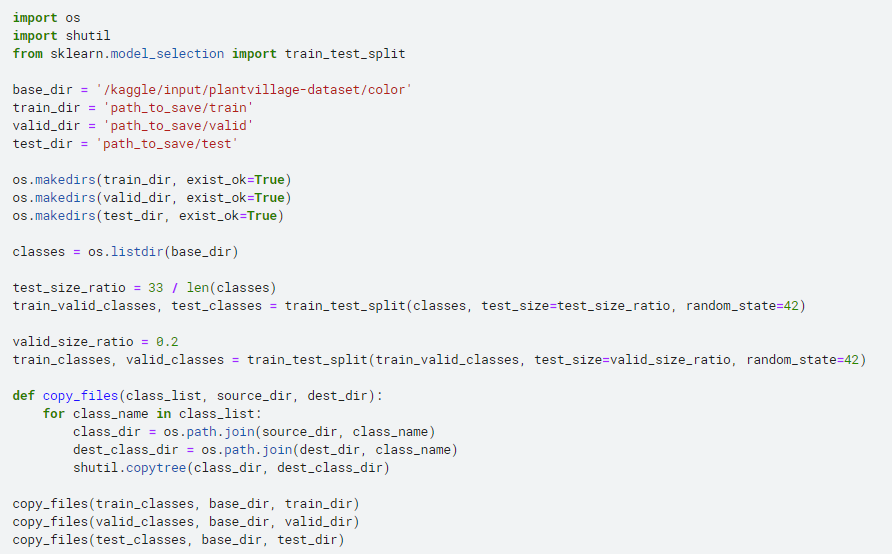 import os
import shutil
from sklearn.model_selection import train_test_split
base_dir = '/kaggle/input/plantvillage-dataset/color'
train_dir = 'path_to_save/train'
valid_dir = 'path_to_save/valid'
test_dir = 'path_to_save/test'
os.makedirs(train_dir, exist_ok=True)
os.makedirs(valid_dir, exist_ok=True)
os.makedirs(test_dir, exist_ok=True)
classes = os.listdir(base_dir)
test_size_ratio = 33 / len(classes)
train_valid_classes, test_classes = train_test_split(classes, test_size=test_size_ratio, random_state=42)
valid_size_ratio = 0.2
train_classes, valid_classes = train_test_split(train_valid_classes, test_size=valid_size_ratio, random_state=42)
def copy_files(class_list, source_dir, dest_dir):
    for class_name in class_list:
        class_dir = os.path.join(source_dir, class_name)
        dest_class_dir = os.path.join(dest_dir, class_name)
        shutil.copytree(class_dir, dest_class_dir)
copy_files(train_classes, base_dir, train_dir)
copy_files(valid_classes, base_dir, valid_dir)
copy_files(test_classes, base_dir, test_dir)